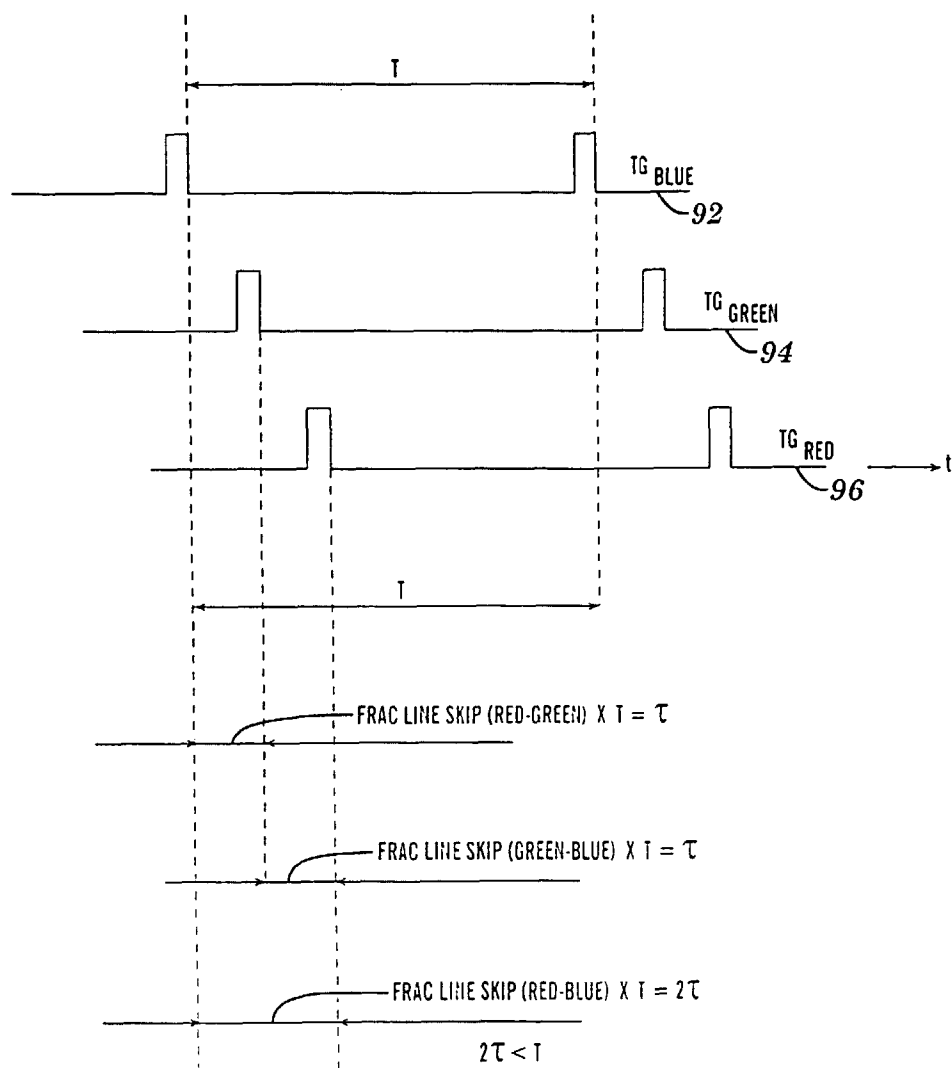 T
TG BLUE
92
TG GREEN
94
TG RED
t
96
T
FRAC LINE SKIP (RED-GREEN) X T = τ
FRAC LINE SKIP (GREEN-BLUE) X T = τ
FRAC LINE SKIP (RED-BLUE) X T = 2τ
2τ < T